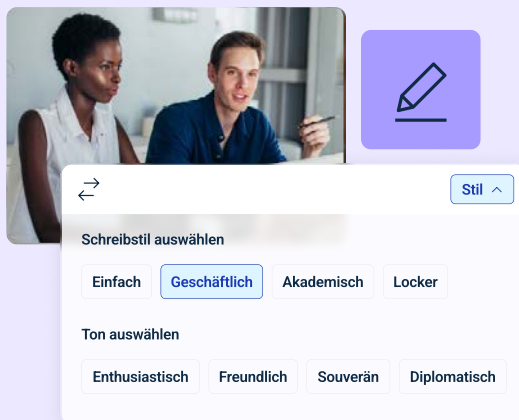 Stil
Schreibstil auswählen
Einfach Geschäftlich Akademisch Locker
Ton auswählen
Enthusiastisch Freundlich Souverän Diplomatisch